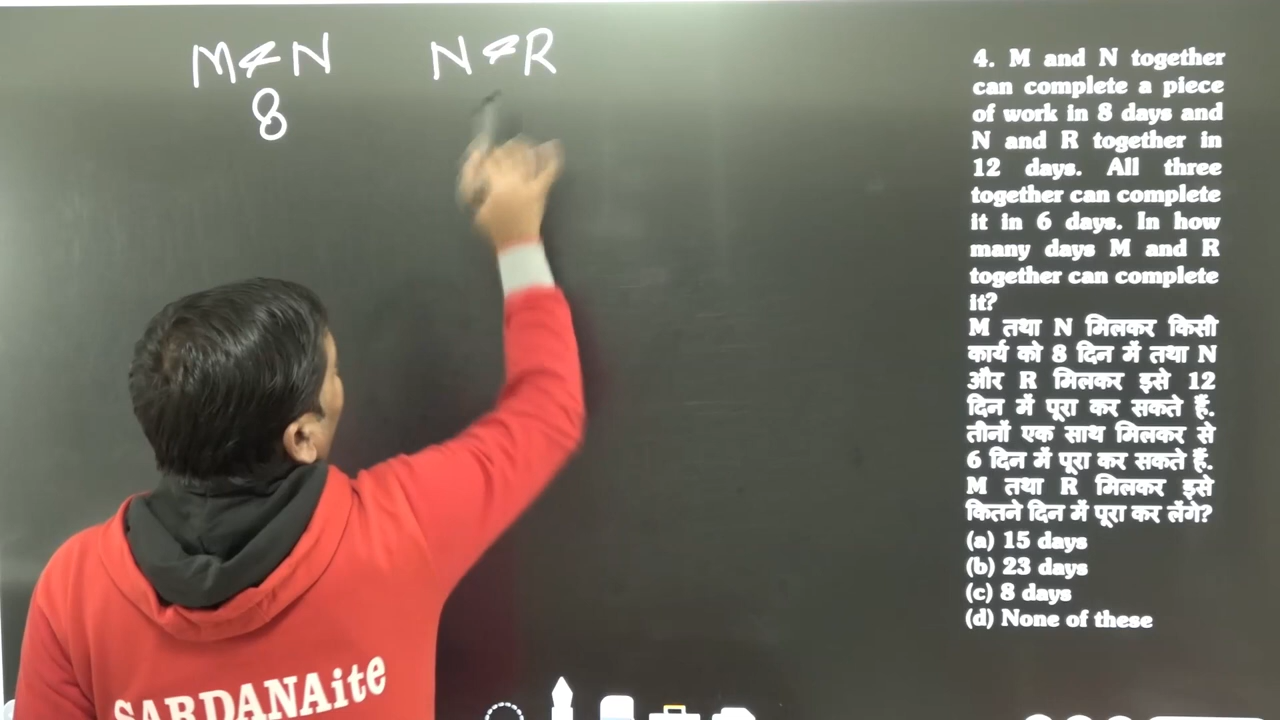 M & N N & R
8
4. M and N together
can complete a piece
of work in 8 days and
N and R together in
12 days. All three
together can complete
it in 6 days. In how
many days M and R
together can complete
it?
M तथा N मिलकर किसी
कार्य को 8 दिन में तथा N
और R मिलकर इसे 12
दिन में पूरा कर सकते हैं.
तीनों एक साथ मिलकर से
6 दिन में पूरा कर सकते हैं.
M तथा R मिलकर इसे
कितने दिन में पूरा कर लेंगे?
(a) 15 days
(b) 23 days
(c) 8 days
(d) None of these
SARDANAite